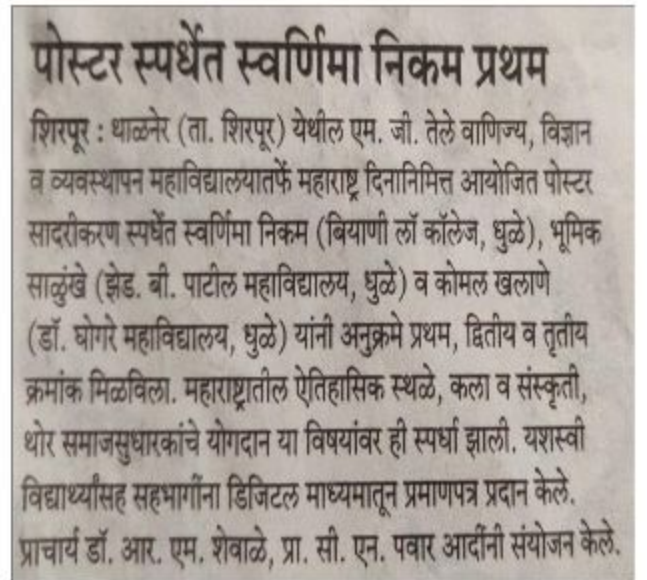 पोस्टर स्पर्धेत स्वर्णिमा निकम प्रथम
शिरपूर : थाळनेर (ता. शिरपूर) येथील एम. जी. तेले वाणिज्य, विज्ञान
व व्यवस्थापन महाविद्यालयातर्फे महाराष्ट्र दिनानिमित्त आयोजित पोस्टर
सादरीकरण स्पर्धेत स्वर्णिमा निकम (बियाणी लॉ कॉलेज, धुळे), भूमिक
साळुंखे (झेड. बी. पाटील महाविद्यालय, धुळे) व कोमल खलाणे
(डॉ. घोगरे महाविद्यालय, धुळे) यांनी अनुक्रमे प्रथम, द्वितीय व तृतीय
क्रमांक मिळविला. महाराष्ट्रातील ऐतिहासिक स्थळे, कला व संस्कृती,
थोर समाजसुधारकांचे योगदान या विषयांवर ही स्पर्धा झाली. यशस्वी
विद्यार्थ्यांसह सहभागींना डिजिटल माध्यमातून प्रमाणपत्र प्रदान केले.
प्राचार्य डॉ. आर. एम. शेवाळे, प्रा. सी. एन. पवार आदींनी संयोजन केले.